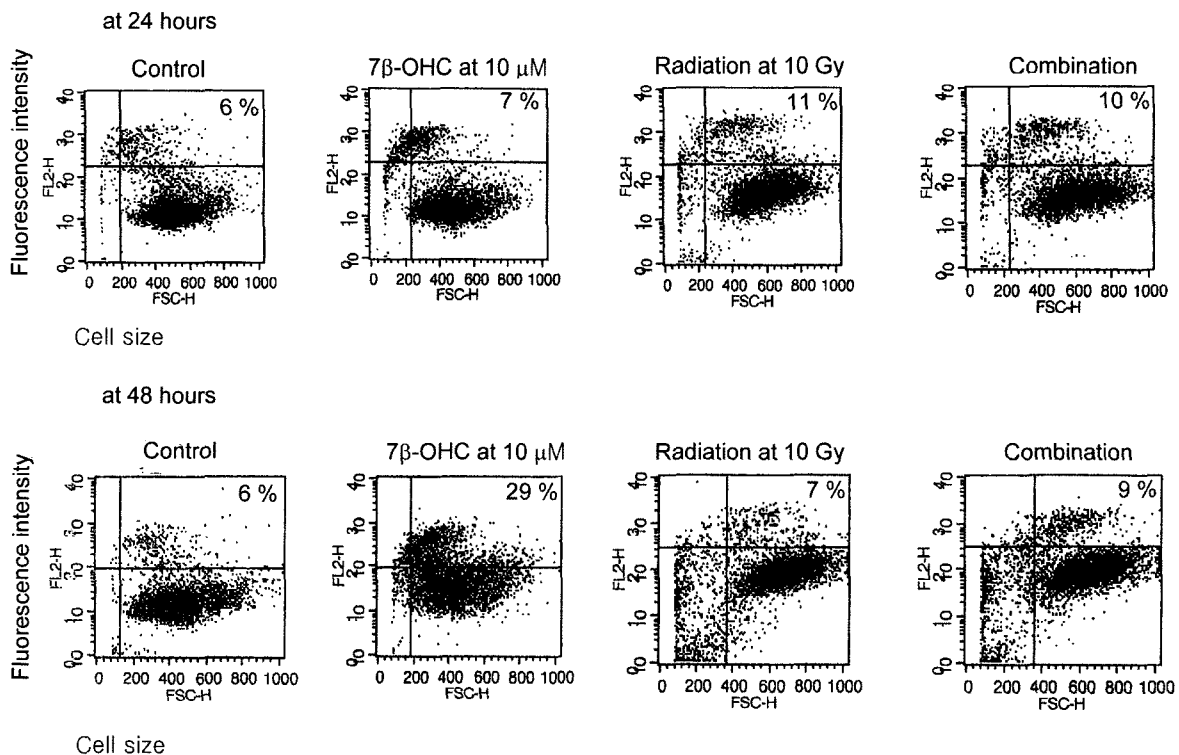 at 24 hours
Fluorescence intensity
Control
6 %
FL2-H
0 200 400 600 800 1000
FSC-H
7β-OHC at 10 μM
7 %
FL2-H
0 200 400 600 800 1000
FSC-H
Radiation at 10 Gy
11 %
FL2-H
0 200 400 600 800 1000
FSC-H
Combination
10 %
FL2-H
0 200 400 600 800 1000
FSC-H
Cell size
at 48 hours
Fluorescence intensity
Control
6 %
FL2-H
0 200 400 600 800 1000
FSC-H
7β-OHC at 10 μM
29 %
FL2-H
0 200 400 600 800 1000
FSC-H
Radiation at 10 Gy
7 %
FL2-H
0 200 400 600 800 1000
FSC-H
Combination
9 %
FL2-H
0 200 400 600 800 1000
FSC-H
Cell size